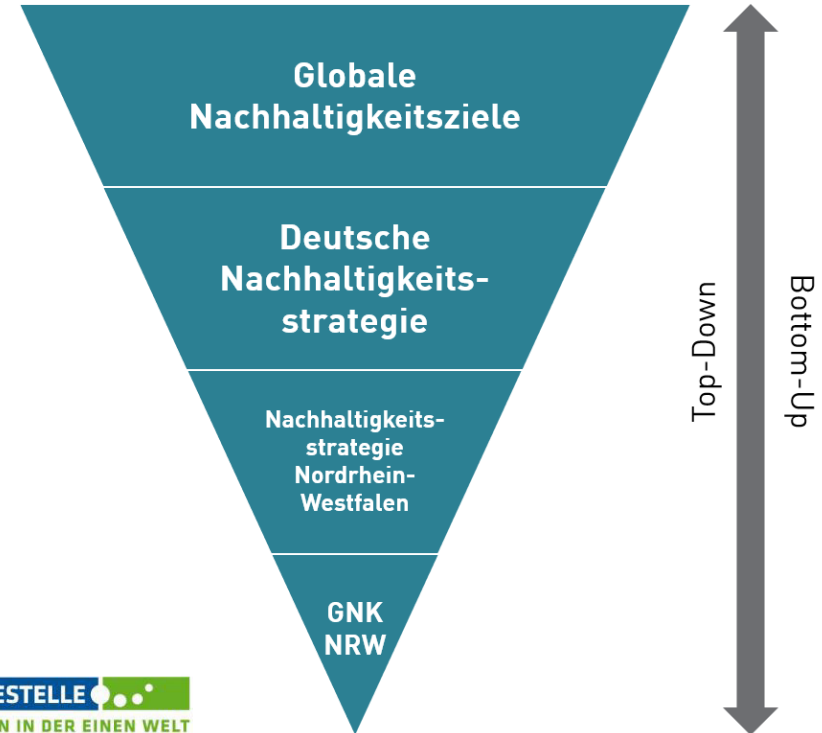 Globale
Nachhaltigkeitsziele
Deutsche
Nachhaltigkeits-
strategie
Nachhaltigkeits-
strategie
Nordrhein-
Westfalen
GNK
NRW
Top-Down
Bottom-Up
ESTELLE
N IN DER EINEN WELT